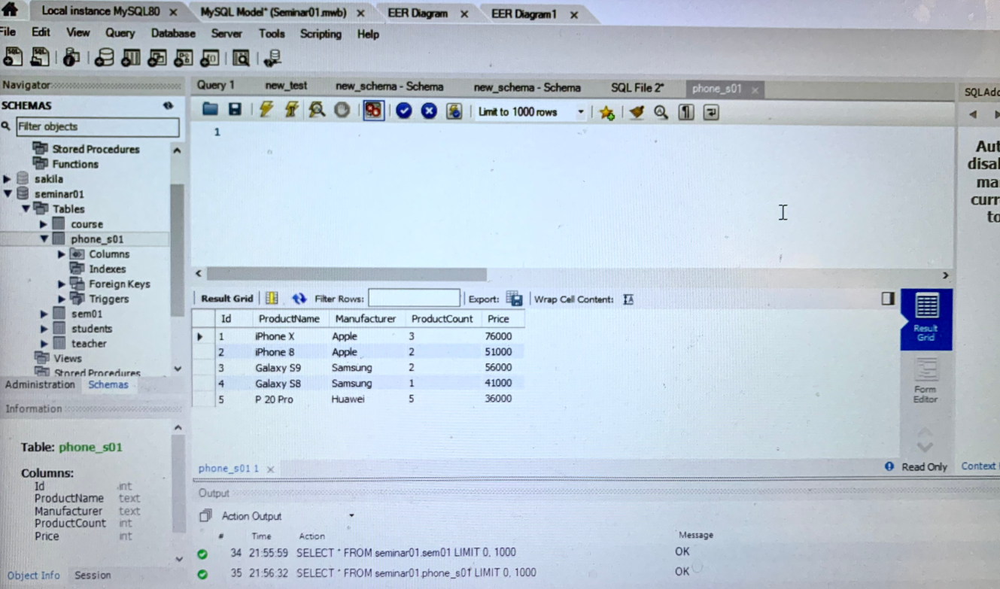 Local instance MySQL80 MySQL Model* (Seminar01.mwb) EER Diagram EER Diagram1
File Edit View Query Database Server Tools Scripting Help
Navigator
Query 1 new_test new_schema - Schema new_schema - Schema SQL File 2* phone_s01
SCHEMAS
Filter objects
Limit to 1000 rows
1
Stored Procedures
Functions
sakila
seminar01
Tables
course
phone_s01
Columns
Indexes
Foreign Keys
Triggers
sem01
students
teacher
Views
Stored Procedures
Administration Schemas
Result Grid Filter Rows: Export: Wrap Cell Content:
Id ProductName Manufacturer ProductCount Price
1 iPhone X Apple 3 76000
2 iPhone 8 Apple 2 51000
3 Galaxy S9 Samsung 2 56000
4 Galaxy S8 Samsung 1 41000
5 P 20 Pro Huawei 5 36000
Result
Grid
Form
Editor
Information
Table: phone_s01
Columns:
Id int
ProductName text
Manufacturer text
ProductCount int
Price int
Object Info Session
phone_s01 1
Read Only Context
Output
Action Output
# Time Action Message
34 21:55:59 SELECT * FROM seminar01.sem01 LIMIT 0, 1000 OK
35 21:56:32 SELECT * FROM seminar01.phone_s01 LIMIT 0, 1000 OK